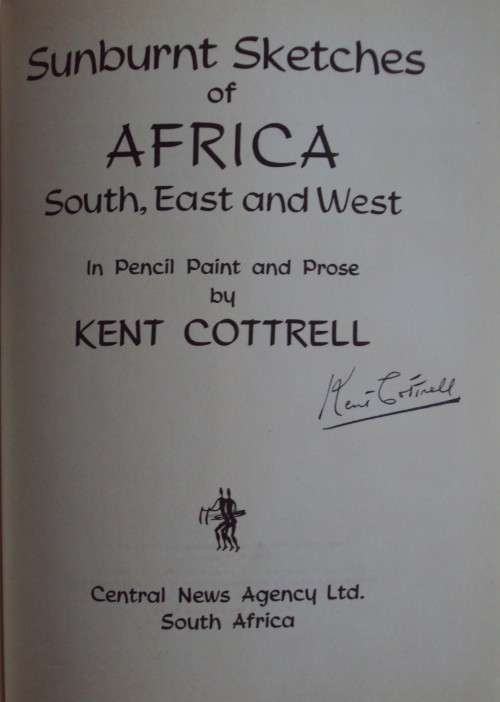 Sunburnt Sketches
of
AFRICA
South, East and West
In Pencil Paint and Prose
by
KENT COTTRELL
Kent Cottrell
Central News Agency Ltd.
South Africa